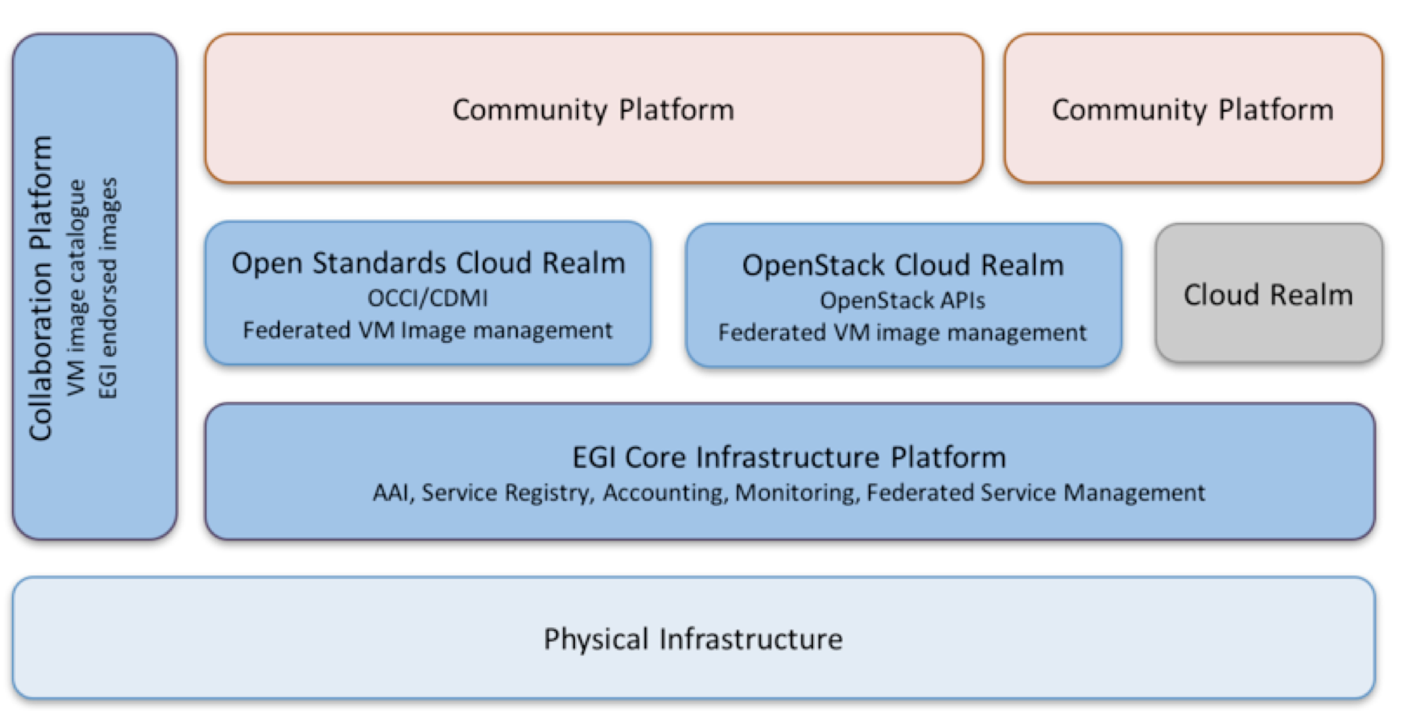 Collaboration Platform
VM image catalogue
EGI endorsed images
Community Platform
Community Platform
Open Standards Cloud Realm
OCCI/CDMI
Federated VM Image management
OpenStack Cloud Realm
OpenStack APIs
Federated VM image management
Cloud Realm
EGI Core Infrastructure Platform
AAI, Service Registry, Accounting, Monitoring, Federated Service Management
Physical Infrastructure